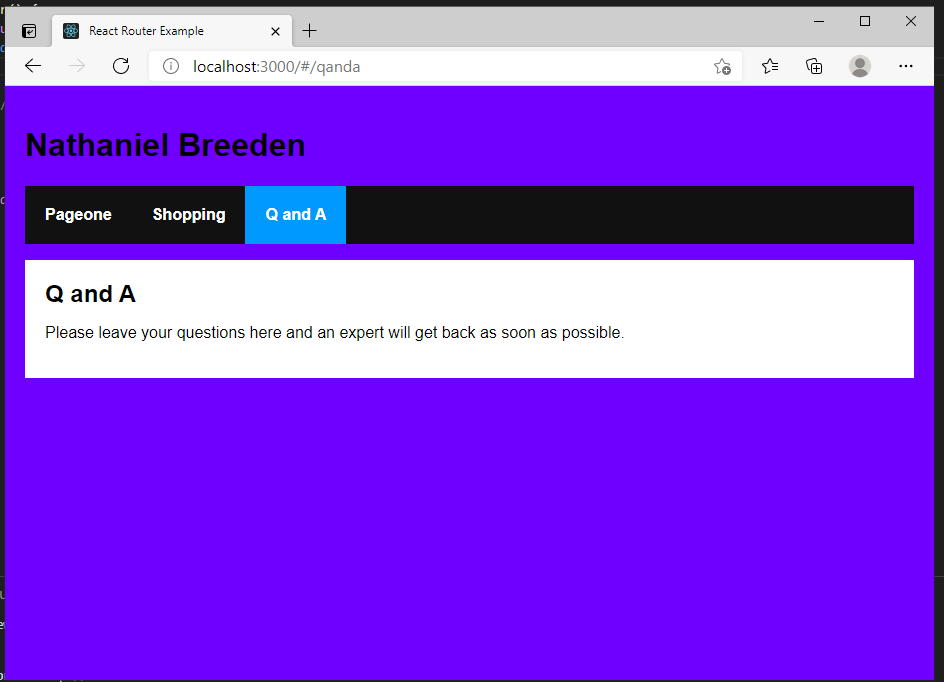 React Router Example
localhost:3000/#/qanda
Nathaniel Breeden
Pageone Shopping Q and A
Q and A
Please leave your questions here and an expert will get back as soon as possible.